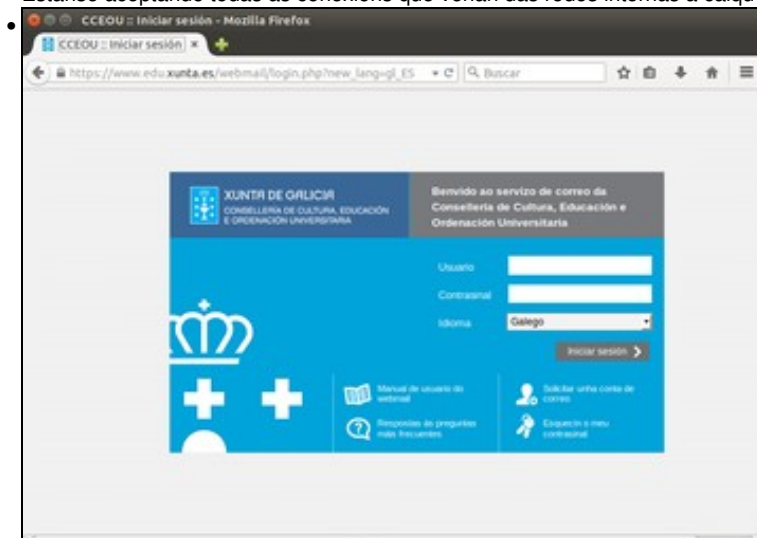 Estanse aceptando todas as conexións que veñan das redes internas a calqu
CCEOU :: Iniciar sesión - Mozilla Firefox
CCEOU :: Iniciar sesión
https://www.edu.xunta.es/webmail/login.php?new_lang=gl_ES
Buscar
XUNTA DE GALICIA
CONSELLERÍA DE CULTURA, EDUCACIÓN
E ORDENACIÓN UNIVERSITARIA
Benvido ao servizo de correo da
Consellería de Cultura, Educación e
Ordenación Universitaria
Usuario
Contrasinal
Idioma
Galego
Iniciar sesión
Manual de usuario do
webmail
Solicitar unha conta de
correo
Respostas ás preguntas
máis frecuentes
Esquecín o meu
contrasinal